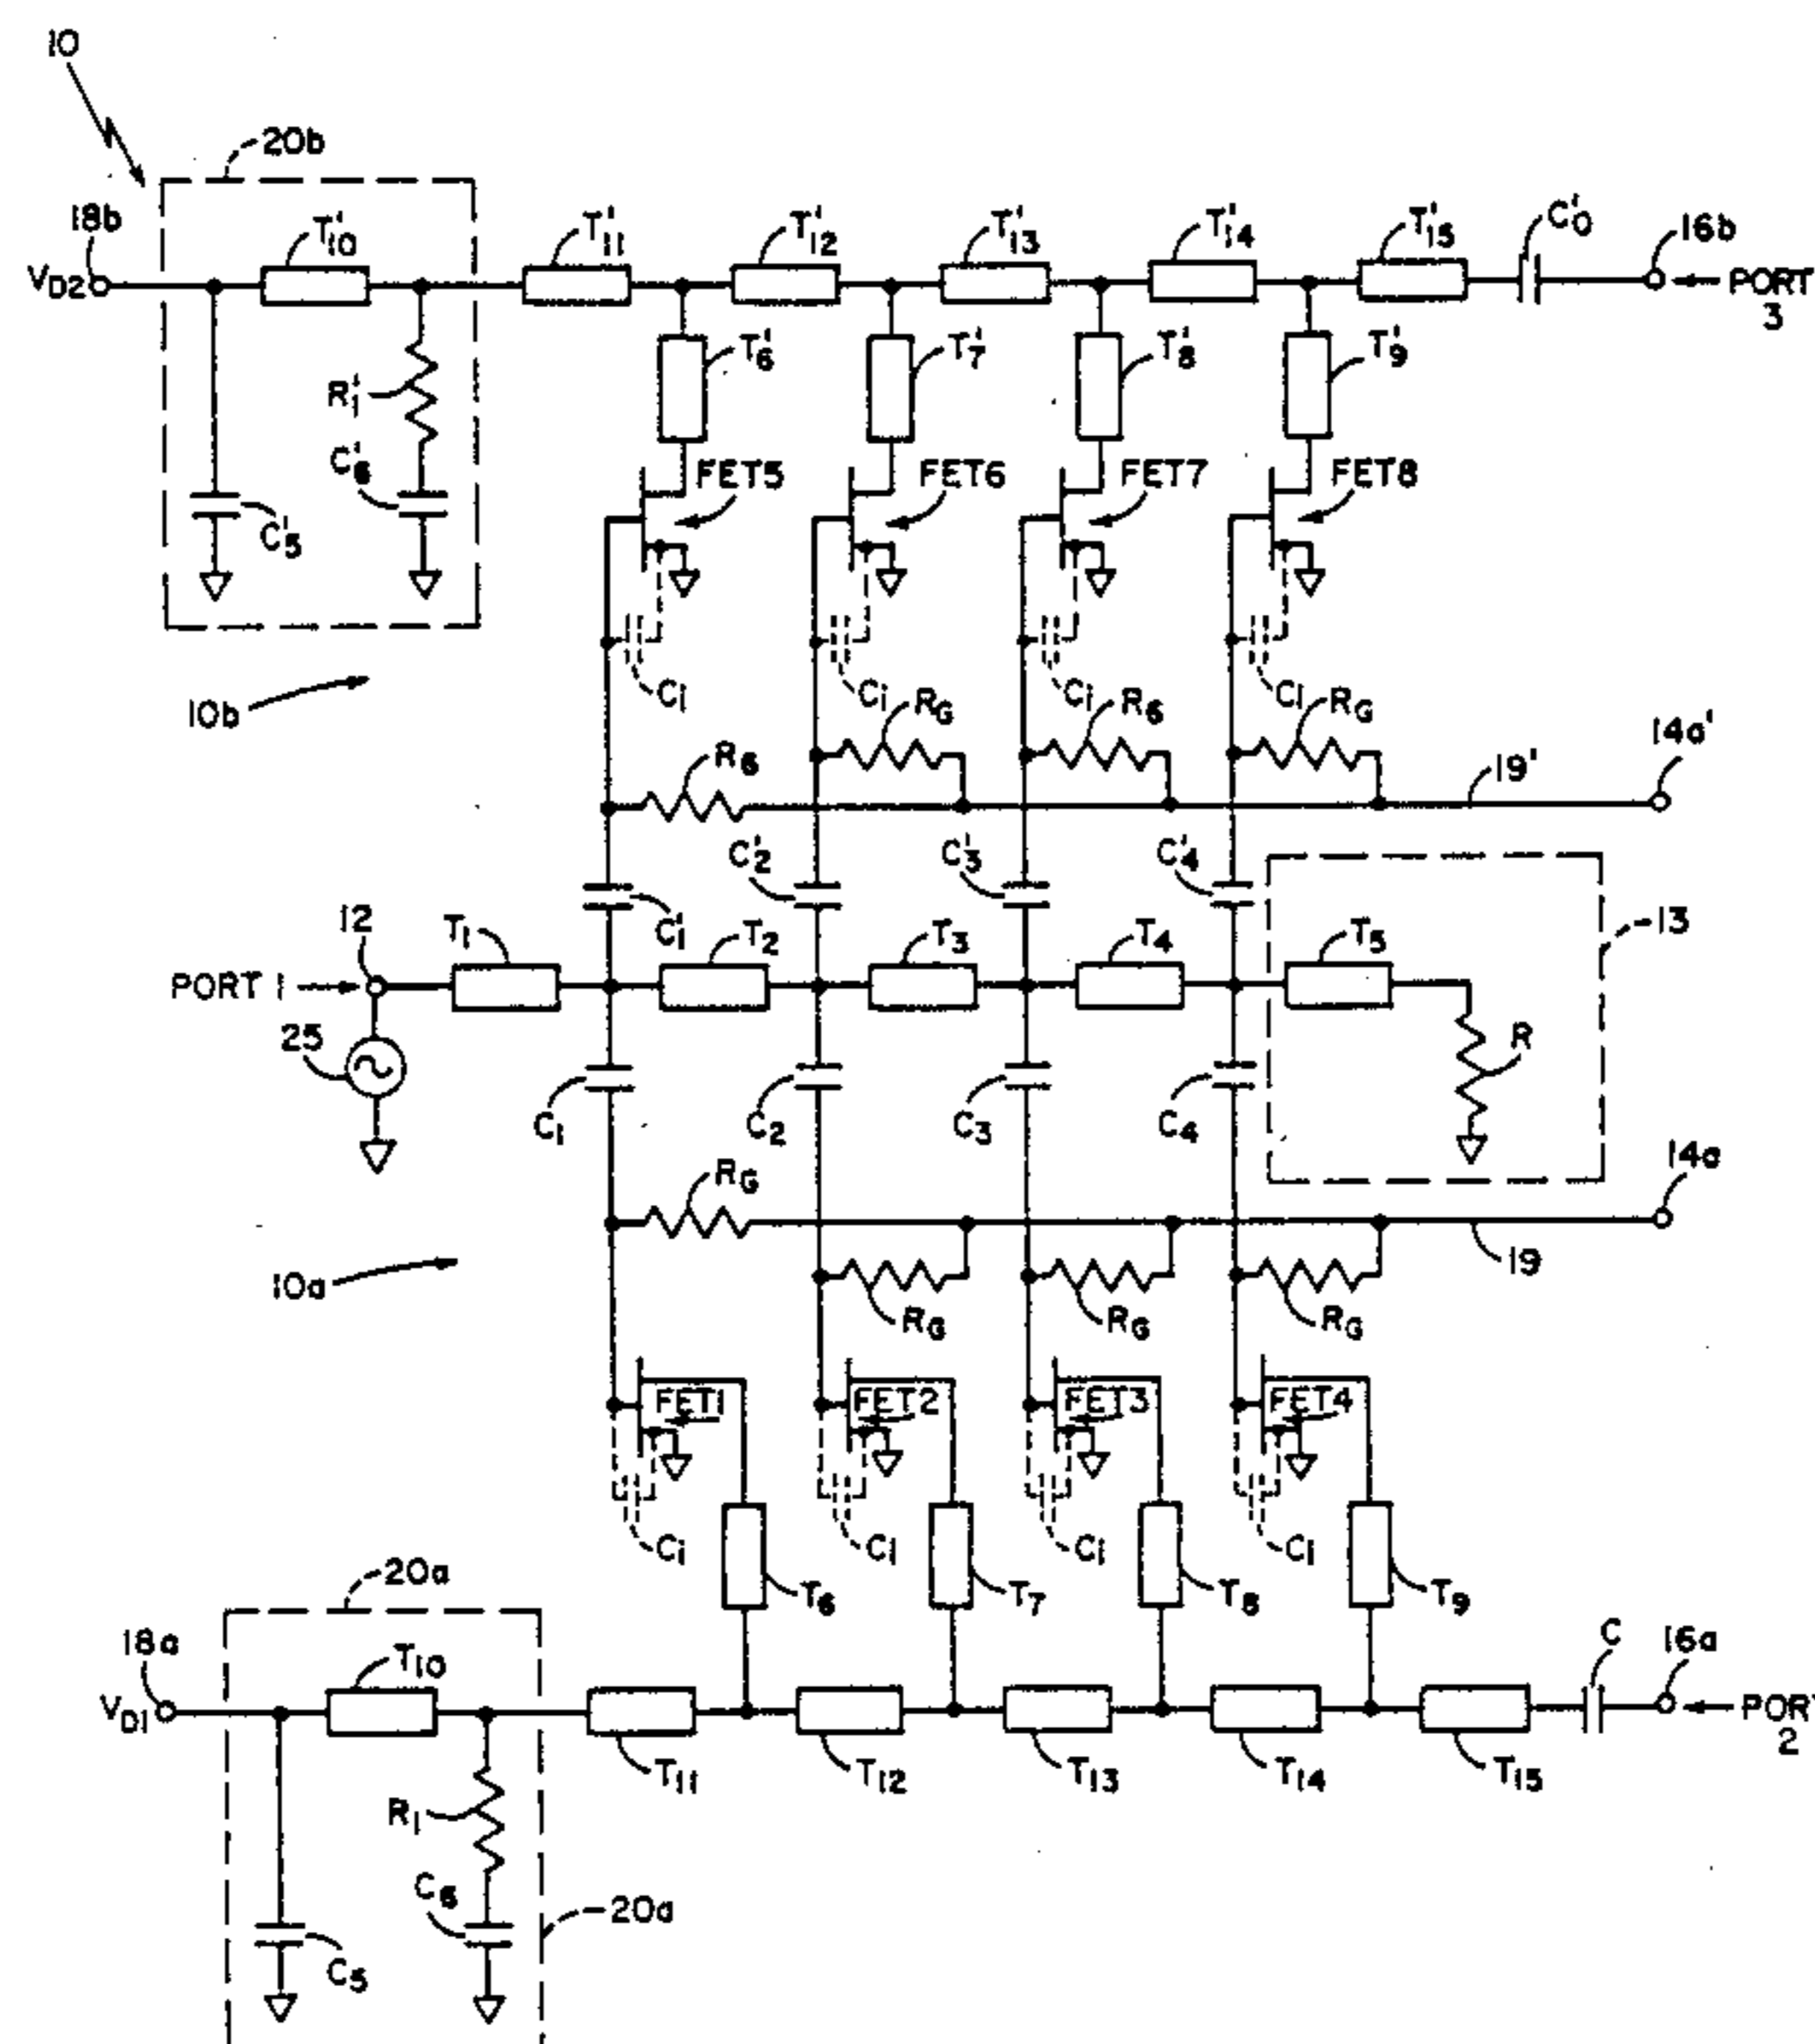 10
20b
18b
T'10
T'11
T'12
T'13
T'14
T'15
C'0
16b
VD2
PORT
3
R'1
T'6
T'7
T'8
T'9
C'6
C'5
FET5
FET6
FET7
FET8
Ci
Ci
Ci
Ci
10b
RG
R6
RG
14a'
R6
19'
C'2
C'3
C'4
12
T1
C'1
T2
T3
T4
T5
13
PORT 1
25
R
C1
C2
C3
C4
RG
14a
19
10a
RG
RG
RG
FET1
FET2
FET3
FET4
Ci
Ci
Ci
Ci
20a
T6
T7
T8
T9
18a
T10
C
16a
VD1
PORT
2
T11
T12
T13
T14
T15
R1
C6
20a
C5